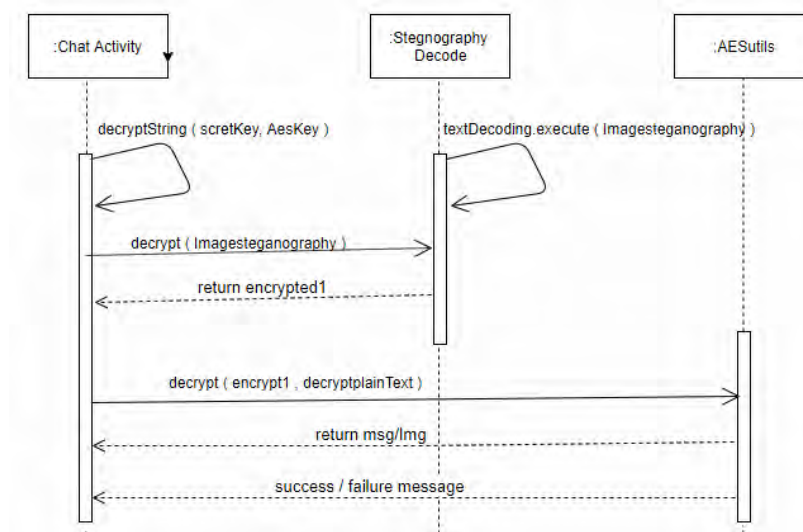 :Chat Activity
:Stegnography
Decode
:AESutils
decryptString ( scretKey, AesKey )
textDecoding.execute ( Imagesteganography )
decrypt ( Imagesteganography )
return encrypted1
decrypt ( encrypt1 , decryptplainText )
return msg/Img
success / failure message